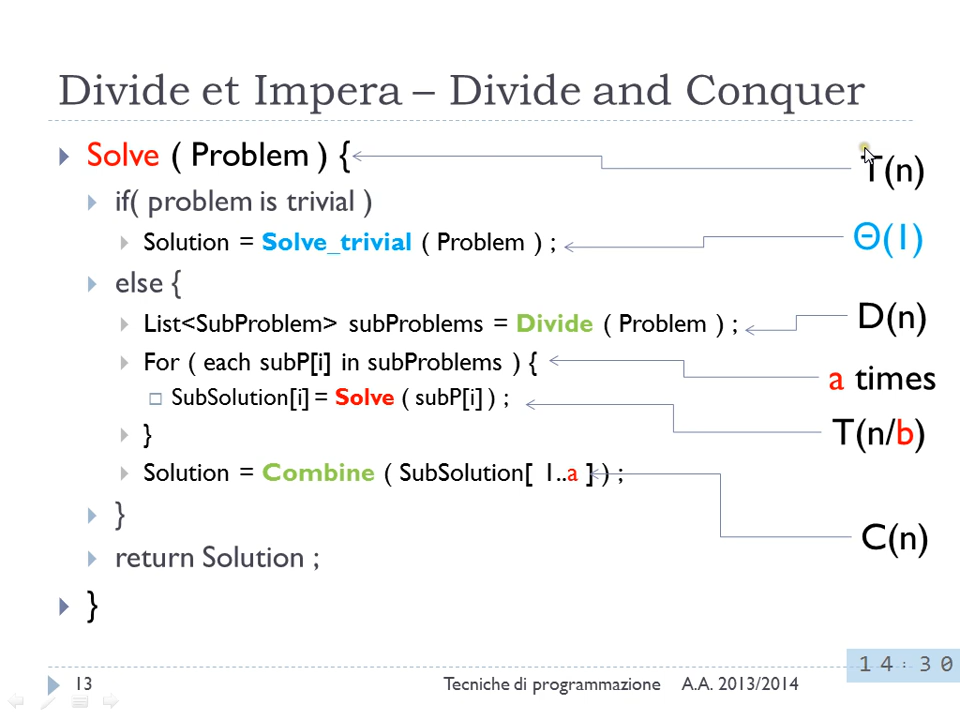 Divide et Impera – Divide and Conquer
Solve ( Problem ) {
T(n)
if( problem is trivial )
Solution = Solve_trivial ( Problem ) ;
Θ(1)
else {
List<SubProblem> subProblems = Divide ( Problem ) ;
D(n)
For ( each subP[i] in subProblems ) {
a times
SubSolution[i] = Solve ( subP[i] ) ;
T(n/b)
}
Solution = Combine ( SubSolution[ 1..a ] ) ;
C(n)
}
return Solution ;
}
13
Tecniche di programmazione A.A. 2013/2014
14:30